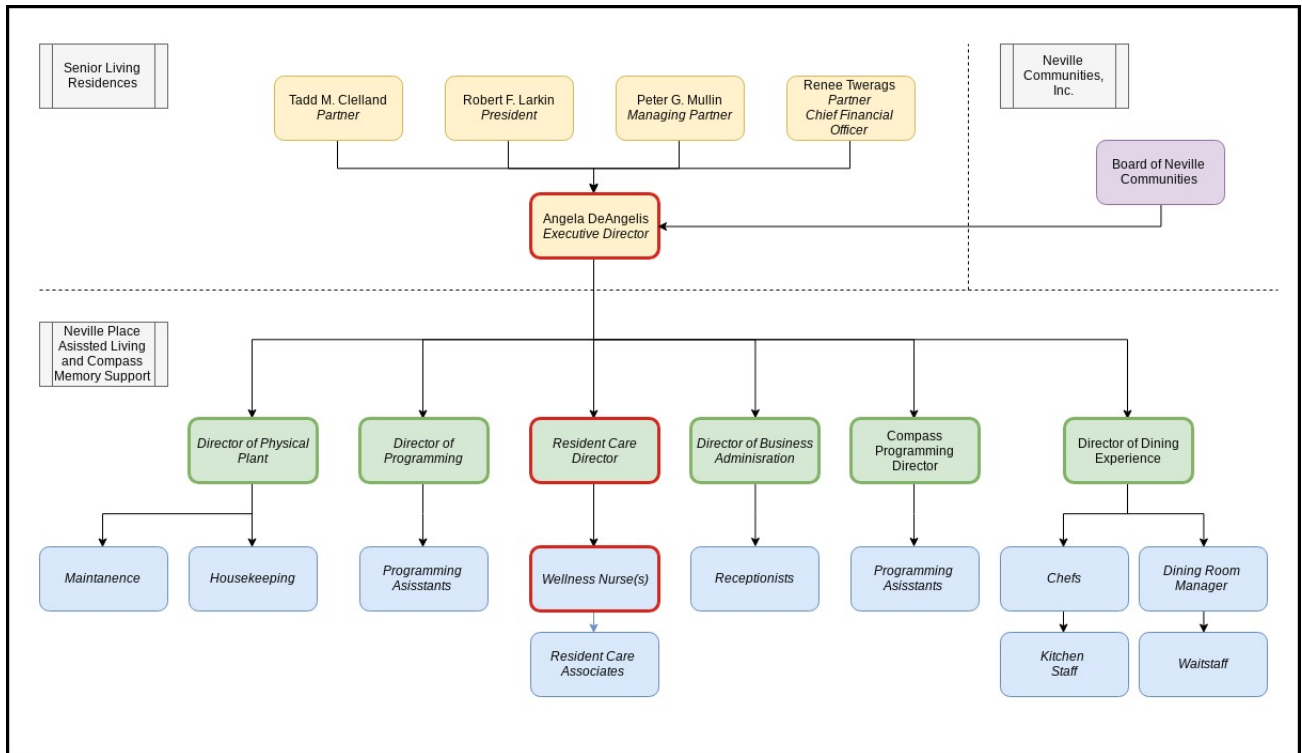 Senior Living
Residences
Neville
Communities,
Inc.
Tadd M. Clelland
Partner
Robert F. Larkin
President
Peter G. Mullin
Managing Partner
Renee Twerags
Partner
Chief Financial
Officer
Board of Neville
Communities
Angela DeAngelis
Executive Director
Neville Place
Asissted Living
and Compass
Memory Support
Director of Physical
Plant
Director of
Programming
Resident Care
Director
Director of Business
Adminisration
Compass
Programming
Director
Director of Dining
Experience
Maintanence
Housekeeping
Programming
Asisstants
Wellness Nurse(s)
Receptionists
Programming
Asisstants
Chefs
Dining Room
Manager
Resident Care
Associates
Kitchen
Staff
Waitstaff